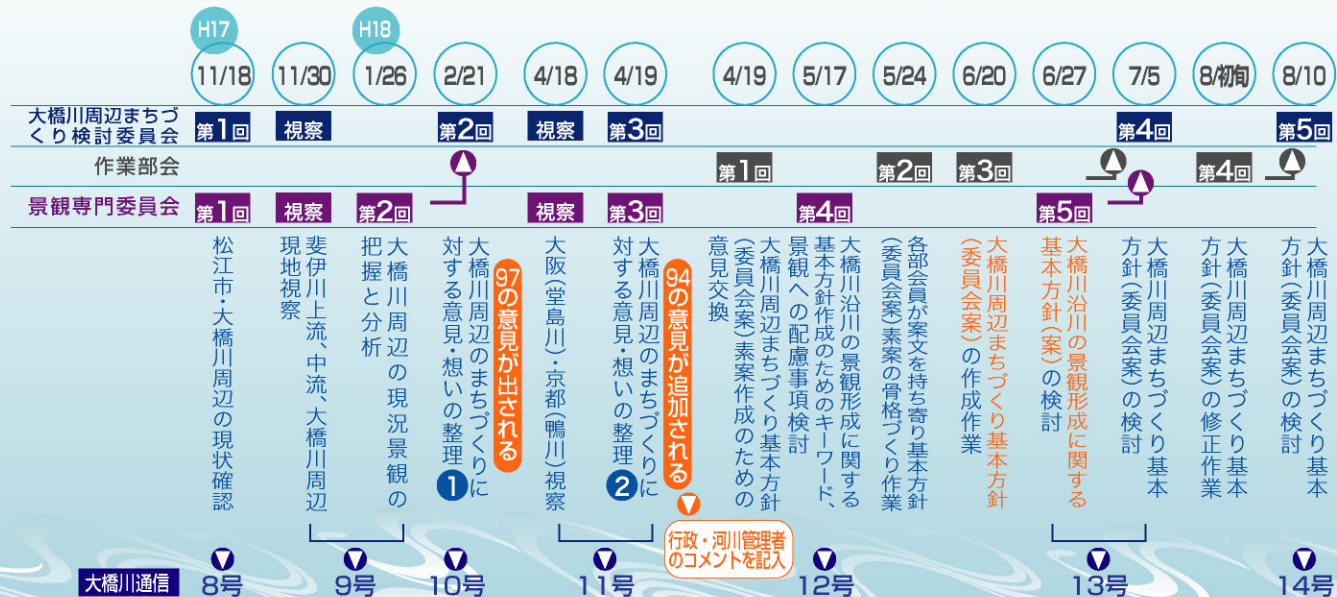 H17
H18
11/18
11/30
1/26
2/21
4/18
4/19
4/19
5/17
5/24
6/20
6/27
7/5
8/初旬
8/10
大橋川周辺まちづ
くり検討委員会
第1回
視察
第2回
視察
第3回
第4回
第5回
作業部会
第1回
第2回
第3回
第4回
景観専門委員会
第1回
視察
第2回
視察
第3回
第4回
第5回
松江市・大橋川周辺の現状確認
斐伊川上流、中流、大橋川周辺
現地視察
大橋川周辺の現況景観の
把握と分析
97の意見が出される
大橋川周辺のまちづくりに
対する意見・想いの整理1
大阪(堂島川)・京都(鴨川)視察
94の意見が追加される
大橋川周辺のまちづくりに
対する意見・想いの整理2
行政・河川管理者
のコメントを記入
大橋川周辺まちづくり基本方針
(委員会案)素案作成のための
意見交換
大橋川沿川の景観形成に関する
基本方針作成のためのキーワード、
景観への配慮事項検討
各部会員が案文を持ち寄り基本方針
(委員会案)素案の骨格づくり作業
大橋川周辺まちづくり基本方針
(委員会案)の作成作業
大橋川沿川の景観形成に関する
基本方針(案)の検討
大橋川周辺まちづくり基本
方針(委員会案)の検討
大橋川周辺まちづくり基本
方針(委員会案)の修正作業
大橋川周辺まちづくり基本
方針(委員会案)の検討
大橋川通信
8号
9号
10号
11号
12号
13号
14号